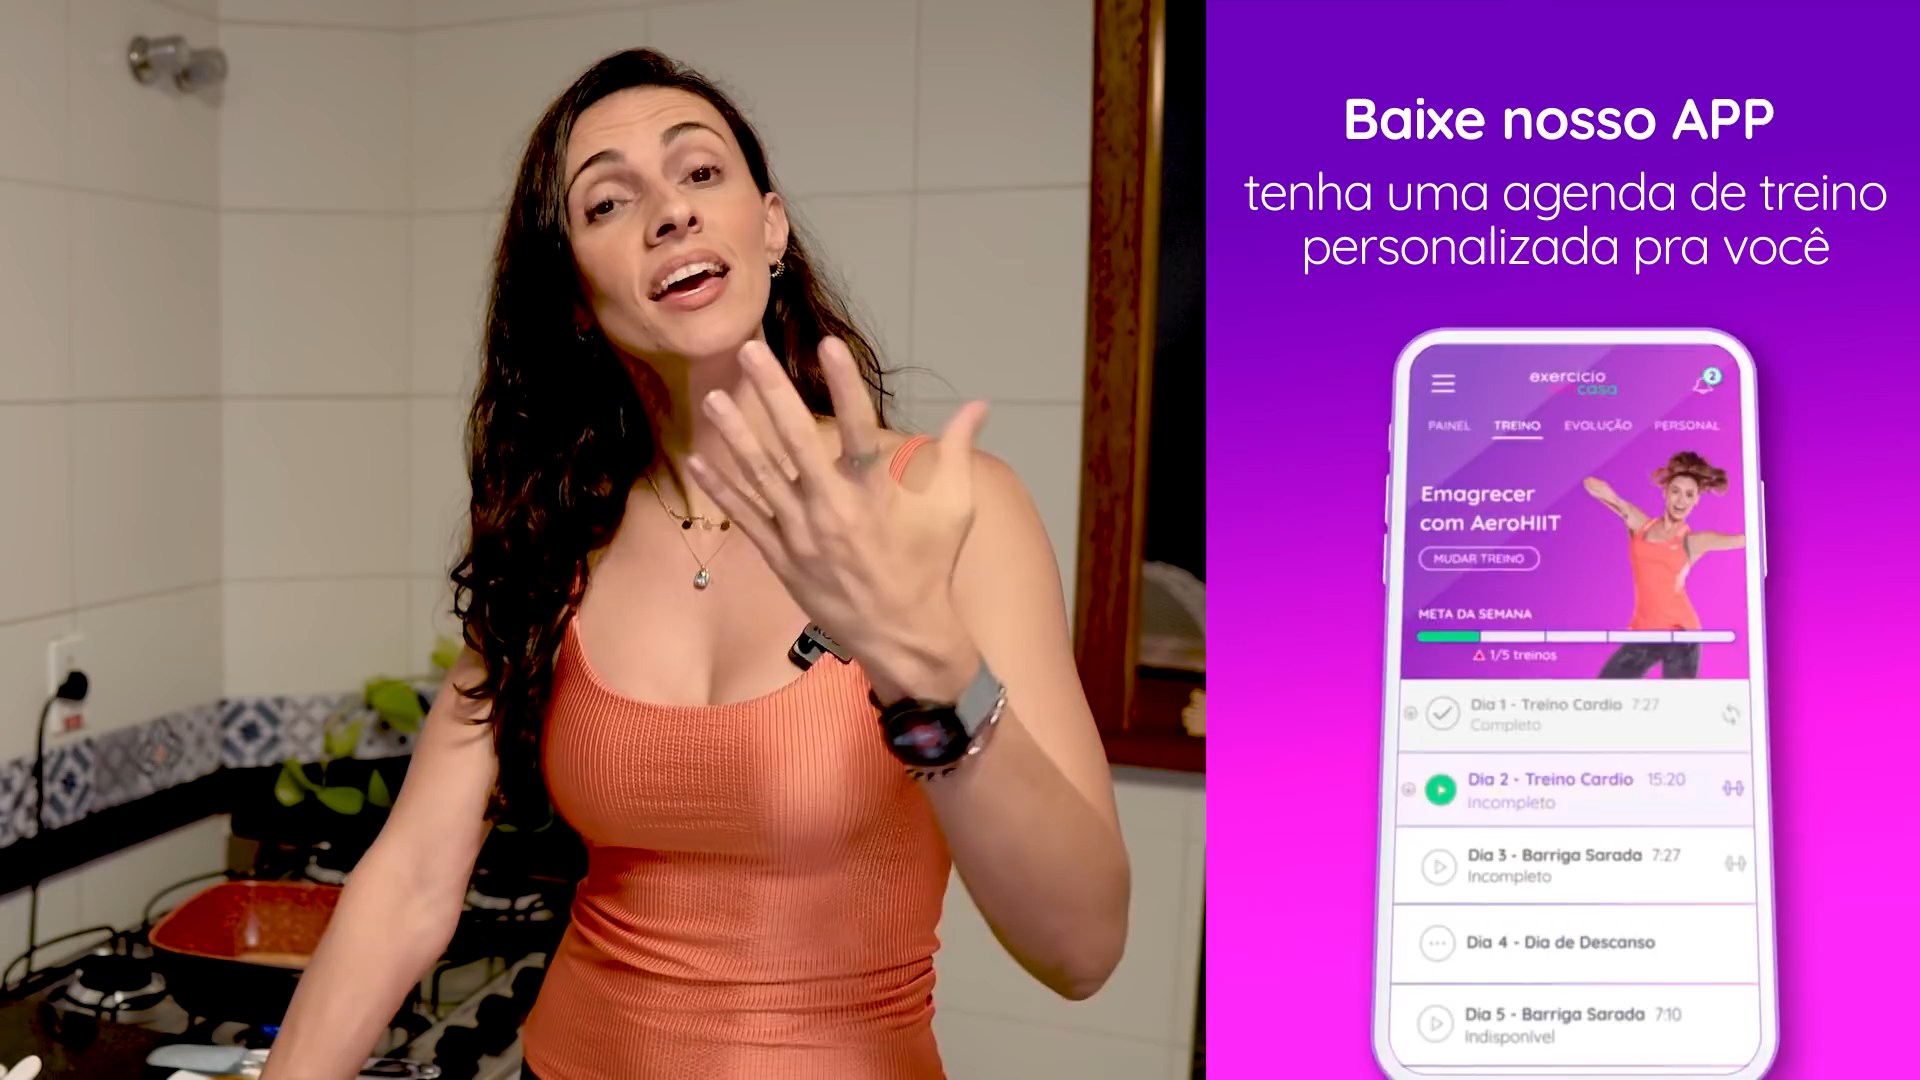 Baixe nosso APP
tenha uma agenda de treino
personalizada pra você
exercício
casa
2
PAINEL TREINO EVOLUÇÃO PERSONAL
Emagrecer
com AeroHIIT
MUDAR TREINO
META DA SEMANA
1/5 treinos
Dia 1 - Treino Cardio 7:27
Completo
Dia 2 - Treino Cardio 15:20
Incompleto
Dia 3 - Barriga Sarada 7:27
Incompleto
Dia 4 - Dia de Descanso
Dia 5 - Barriga Sarada 7:10
Indisponível